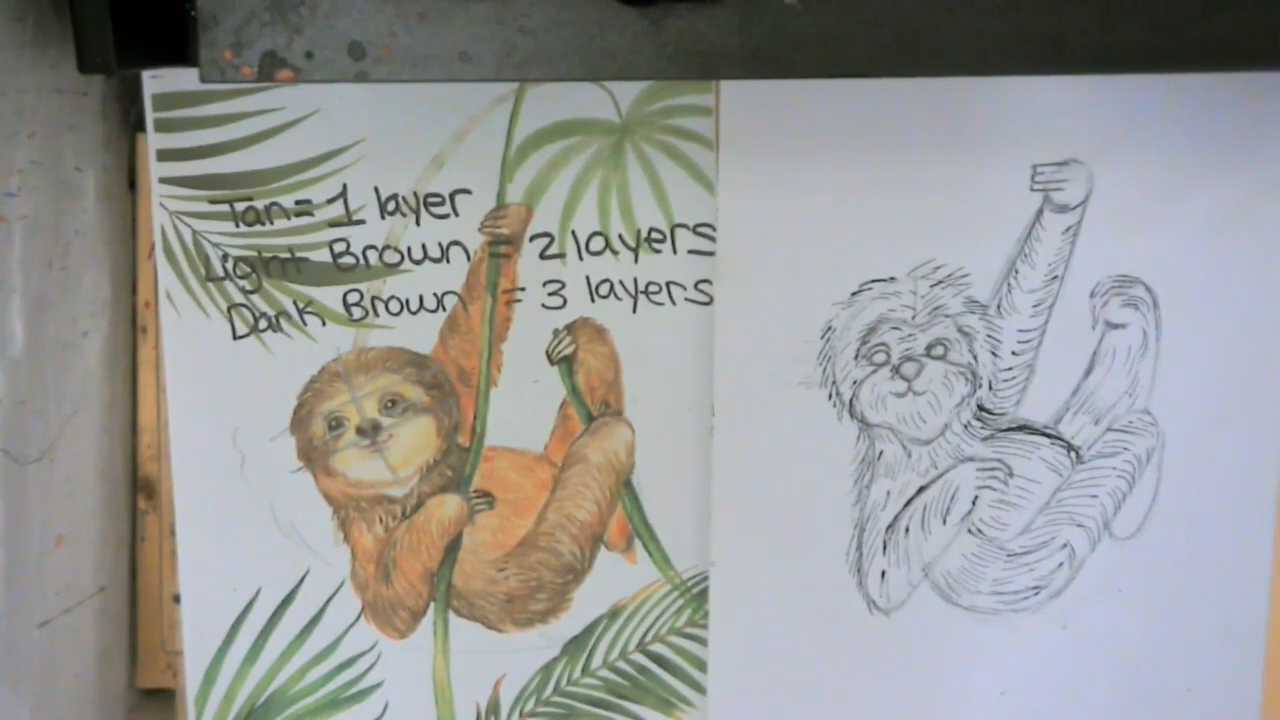 Tan= 1 layer
Light Brown = 2 layers
Dark Brown = 3 layers